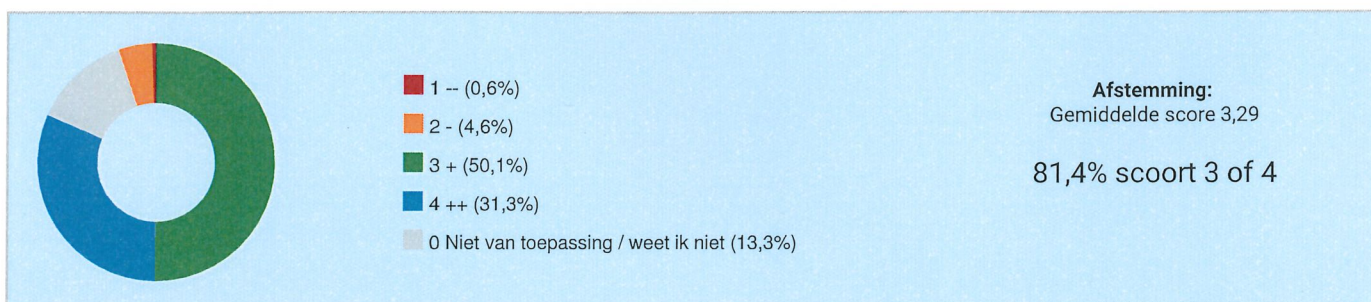 1 -- (0,6%)
2 - (4,6%)
3 + (50,1%)
4 ++ (31,3%)
0 Niet van toepassing / weet ik niet (13,3%)
Afstemming:
Gemiddelde score 3,29
81,4% scoort 3 of 4